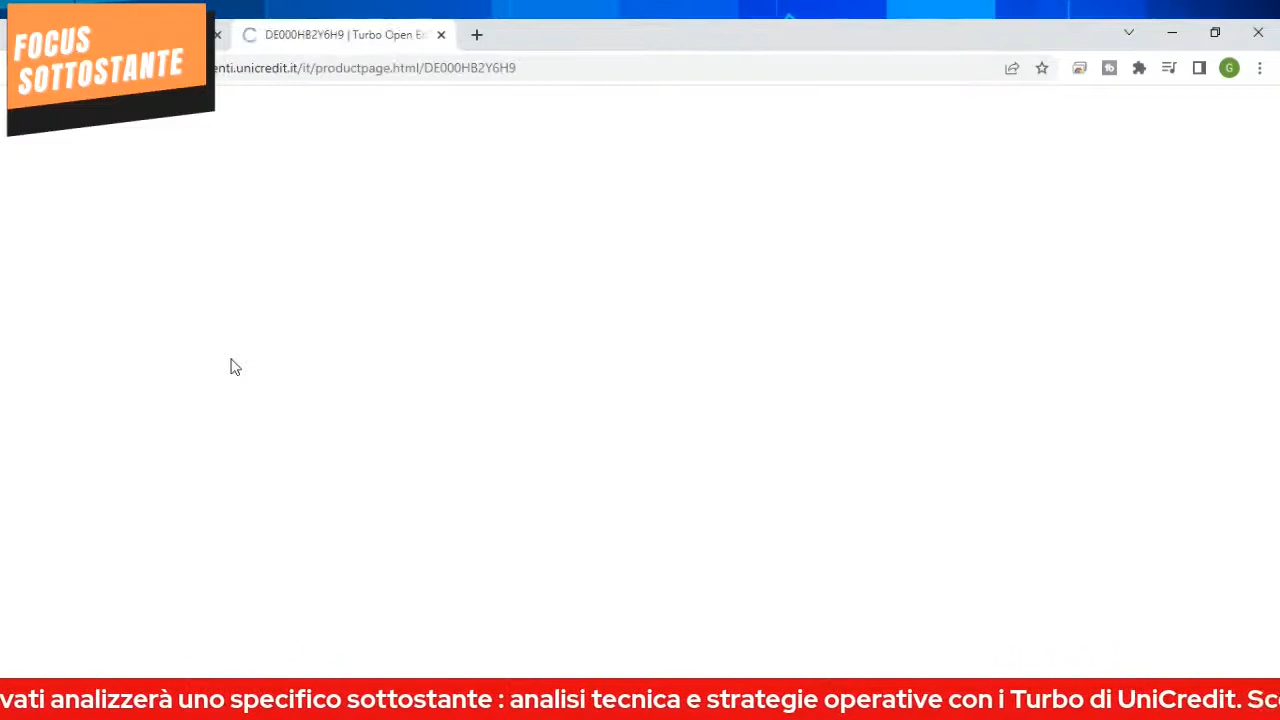 FOCUS
SOTTOSTANTE
DE000HB2Y6H9 | Turbo Open En
enti.unicredit.it/it/productpage.html/DE000HB2Y6H9
G
vati analizzerà uno specifico sottostante : analisi tecnica e strategie operative con i Turbo di UniCredit. Sc